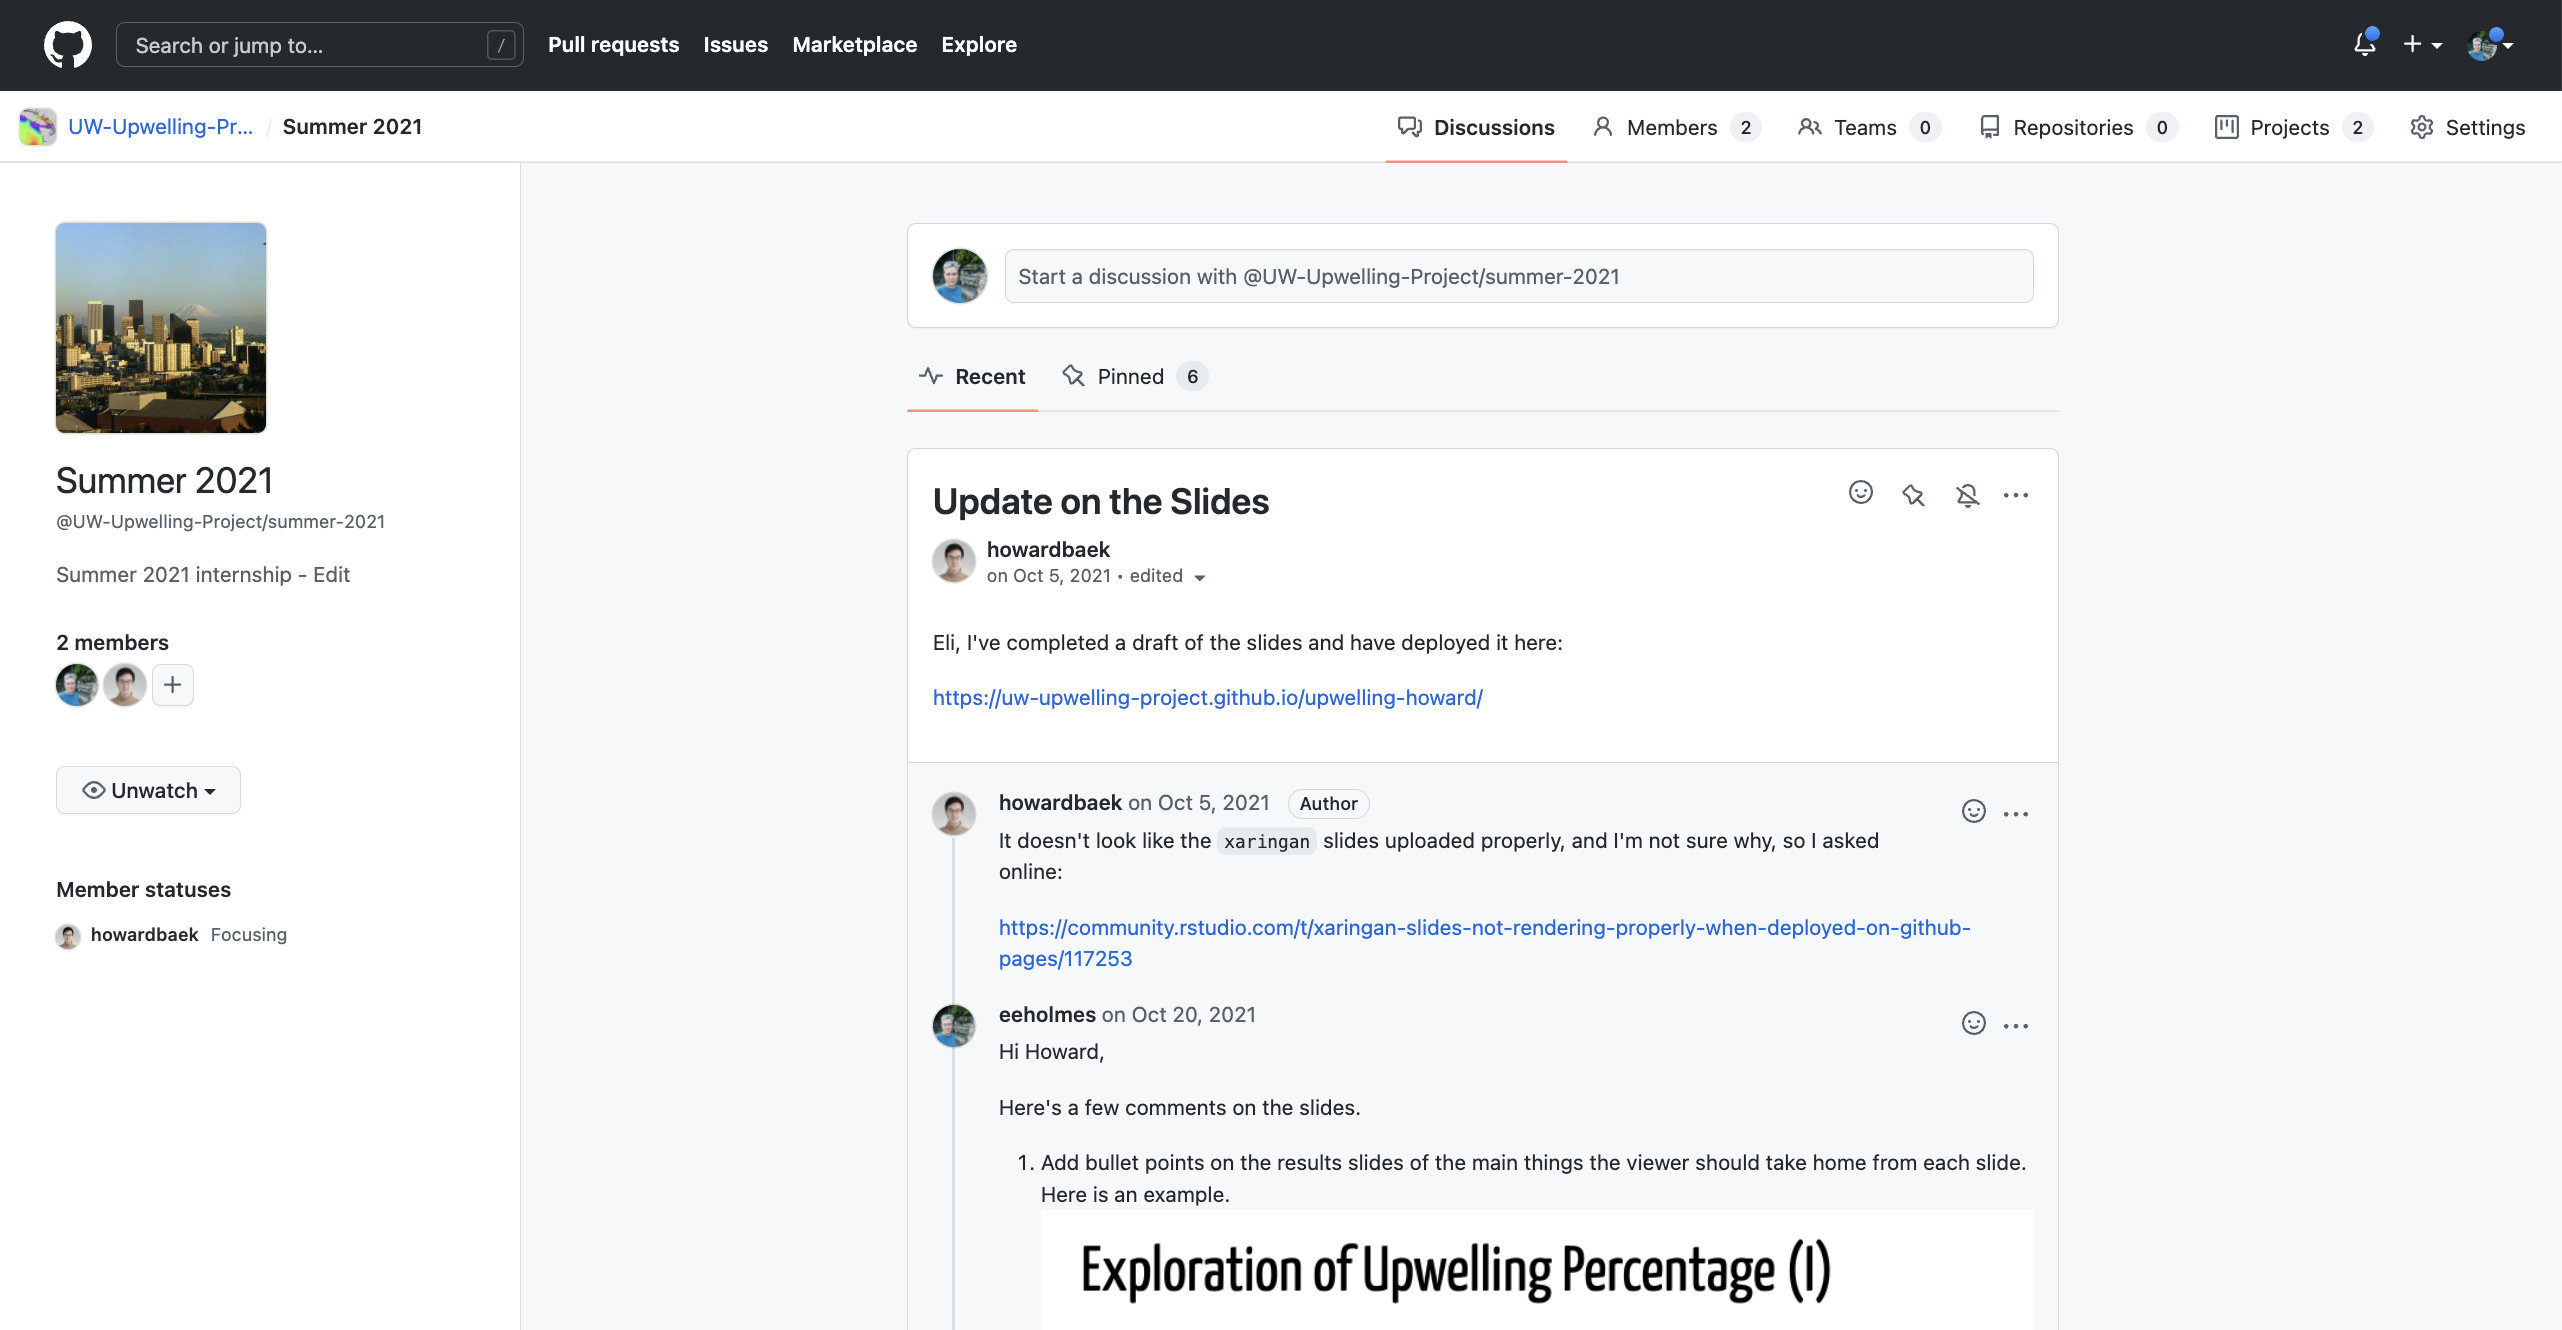 Search or jump to... /
Pull requests Issues Marketplace Explore
UW-Upwelling-Pr... / Summer 2021
Discussions Members 2 Teams 0 Repositories 0 Projects 2 Settings
Summer 2021
@UW-Upwelling-Project/summer-2021
Summer 2021 internship - Edit
2 members
Unwatch
Member statuses
howardbaek Focusing
Start a discussion with @UW-Upwelling-Project/summer-2021
Recent Pinned 6
Update on the Slides
howardbaek
on Oct 5, 2021 • edited
Eli, I've completed a draft of the slides and have deployed it here:
https://uw-upwelling-project.github.io/upwelling-howard/
howardbaek on Oct 5, 2021 Author
It doesn't look like the xaringan slides uploaded properly, and I'm not sure why, so I asked
online:
https://community.rstudio.com/t/xaringan-slides-not-rendering-properly-when-deployed-on-github-
pages/117253
eeholmes on Oct 20, 2021
Hi Howard,
Here's a few comments on the slides.
1. Add bullet points on the results slides of the main things the viewer should take home from each slide.
Here is an example.
Exploration of Upwelling Percentage (I)